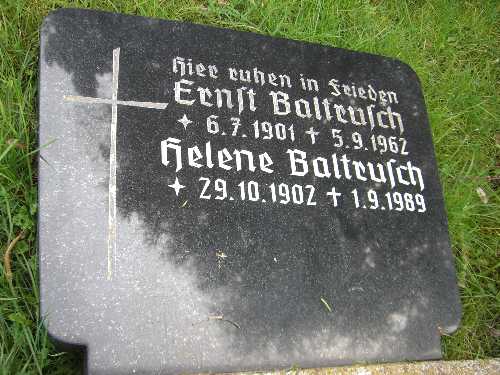 Hier ruhen in Frieden
Ernst Baltrusch
✦ 6.7.1901 ✝ 5.9.1962
Helene Baltrusch
✦ 29.10.1902 ✝ 1.9.1989